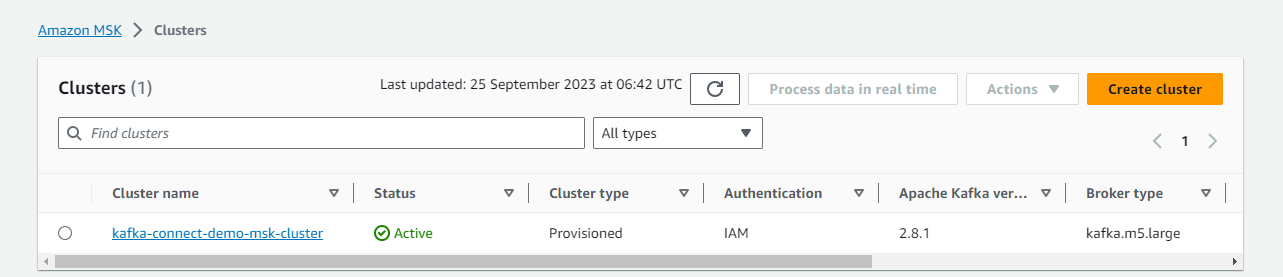 Amazon MSK > Clusters
Clusters (1) Last updated: 25 September 2023 at 06:42 UTC Process data in real time Actions Create cluster
Find clusters All types 1
Cluster name Status Cluster type Authentication Apache Kafka ver... Broker type
kafka-connect-demo-msk-cluster Active Provisioned IAM 2.8.1 kafka.m5.large